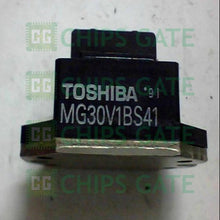 CHIPS GATE
TOSHIBA '91
MG30V1BS41
CHIPS GATE